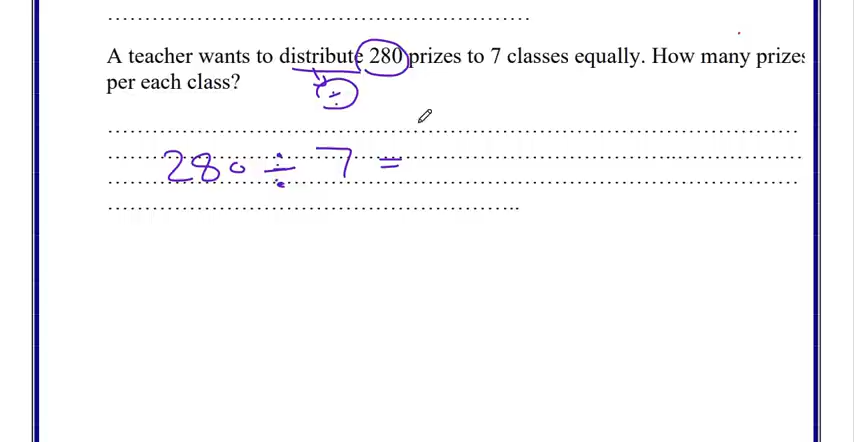 A teacher wants to distribute 280 prizes to 7 classes equally. How many prizes
per each class?
÷
280 ÷ 7 =